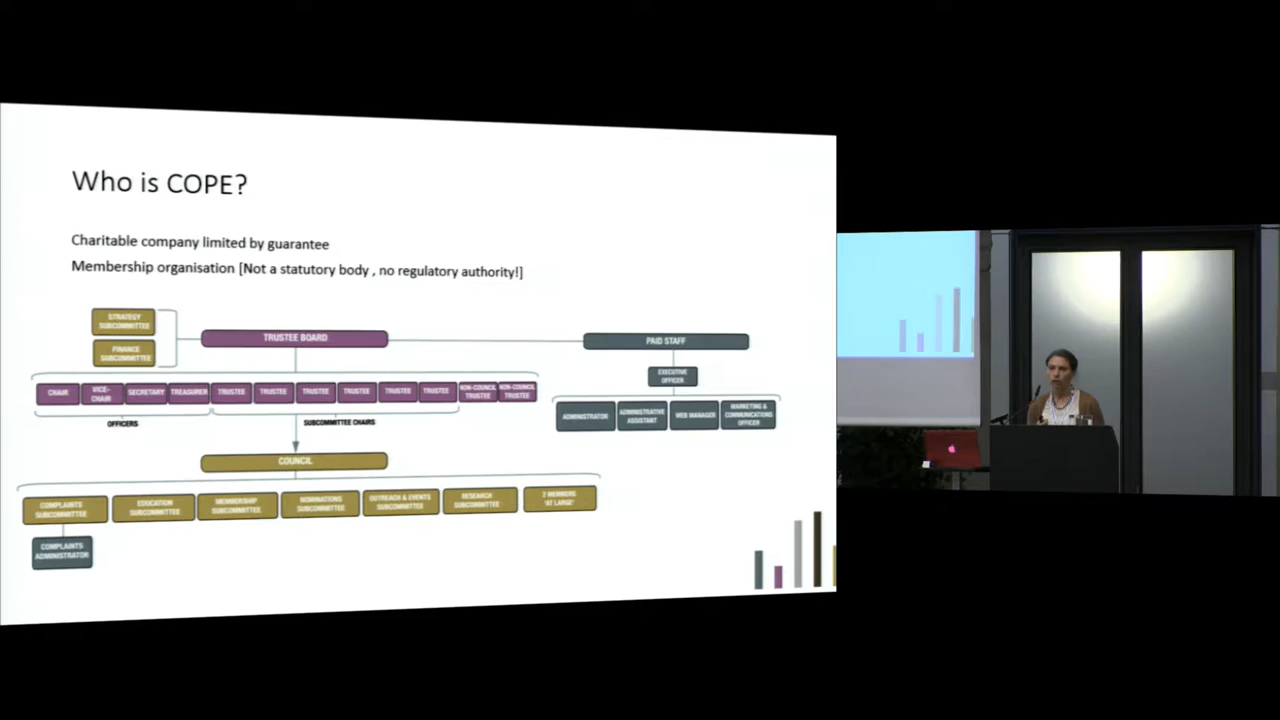 Who is COPE?
Charitable company limited by guarantee
Membership organisation [Not a statutory body , no regulatory authority!]
STRATEGY
SUBCOMMITTEE
FINANCE
SUBCOMMITTEE
TRUSTEE BOARD
PAID STAFF
EXECUTIVE
OFFICER
CHAIR
VICE-
CHAIR
SECRETARY
TREASURER
TRUSTEE
TRUSTEE
TRUSTEE
TRUSTEE
TRUSTEE
TRUSTEE
NON-COUNCIL
TRUSTEE
NON-COUNCIL
TRUSTEE
ADMINISTRATOR
ADMINISTRATIVE
ASSISTANT
WEB MANAGER
MARKETING &
COMMUNICATIONS
OFFICER
OFFICERS
SUBCOMMITTEE CHAIRS
COUNCIL
COMPLAINTS
SUBCOMMITTEE
EDUCATION
SUBCOMMITTEE
MEMBERSHIP
SUBCOMMITTEE
NOMINATIONS
SUBCOMMITTEE
OUTREACH & EVENTS
SUBCOMMITTEE
RESEARCH
SUBCOMMITTEE
2 MEMBERS
'AT LARGE'
COMPLAINTS
ADMINISTRATOR